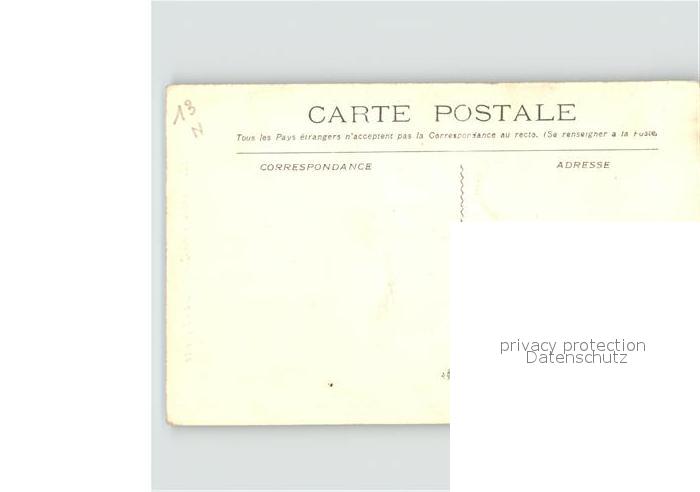 13
N
CARTE POSTALE
Tous les Pays étrangers n'acceptent pas la Correspondance au recto. (Se renseigner à la Poste.
CORRESPONDANCE
ADRESSE
privacy protection
Datenschutz